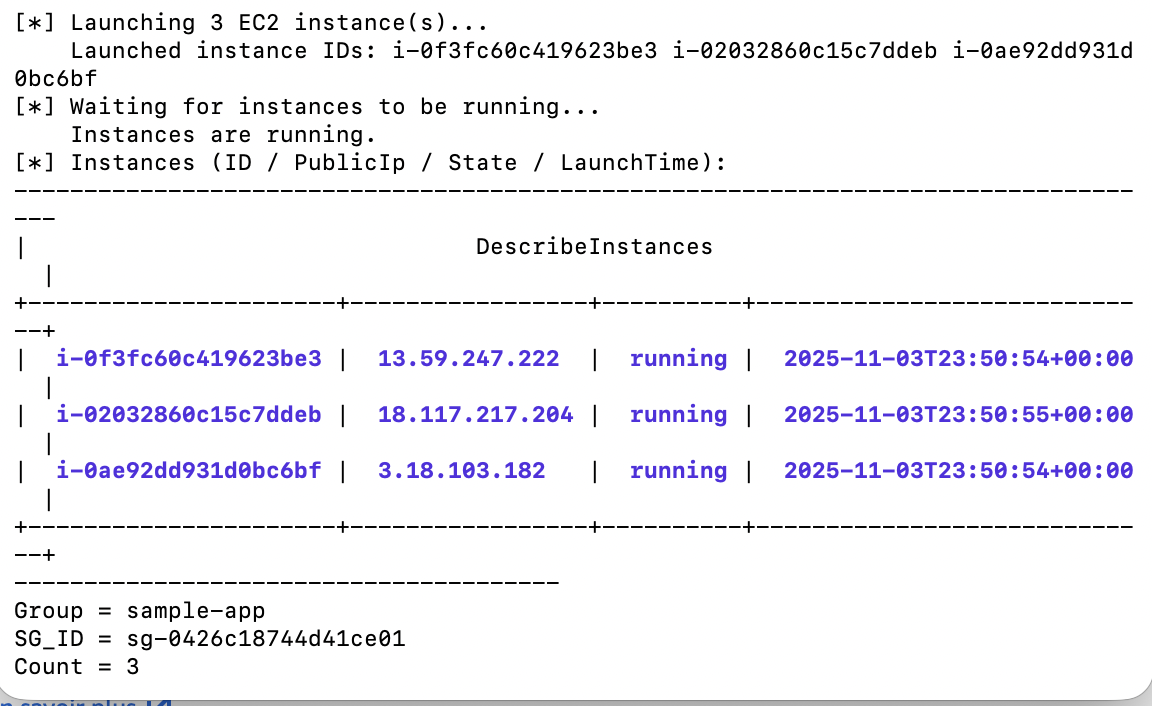 [*] Launching 3 EC2 instance(s)...
    Launched instance IDs: i-0f3fc60c419623be3 i-02032860c15c7ddeb i-0ae92dd931d
0bc6bf
[*] Waiting for instances to be running...
    Instances are running.
[*] Instances (ID / PublicIp / State / LaunchTime):
--------------------------------------------------------------------------------
---
|                                DescribeInstances
  |
+----------------------+-----------------+----------+---------------------------
--+
|  i-0f3fc60c419623be3 |  13.59.247.222  |  running |  2025-11-03T23:50:54+00:00
  |
|  i-02032860c15c7ddeb |  18.117.217.204 |  running |  2025-11-03T23:50:55+00:00
  |
|  i-0ae92dd931d0bc6bf |  3.18.103.182   |  running |  2025-11-03T23:50:54+00:00
  |
+----------------------+-----------------+----------+---------------------------
--+
---------------------------------------
Group = sample-app
SG_ID = sg-0426c18744d41ce01
Count = 3
n savoir plus